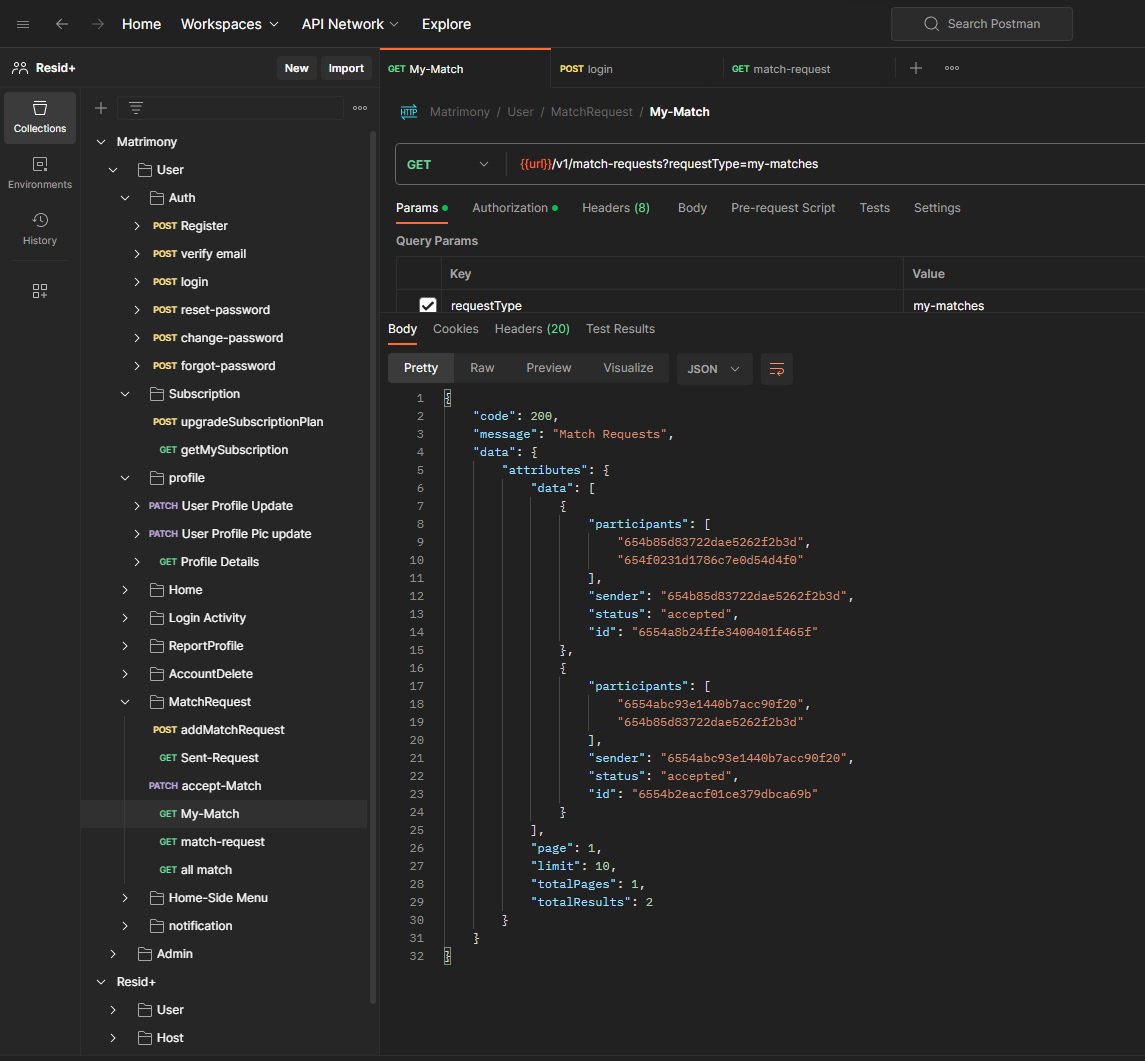 Home Workspaces API Network Explore Search Postman
Resid+ New Import
GET My-Match POST login GET match-request
Collections
Environments
History
Matrimony
User
Auth
POST Register
POST verify email
POST login
POST reset-password
POST change-password
POST forgot-password
Subscription
POST upgradeSubscriptionPlan
GET getMySubscription
profile
PATCH User Profile Update
PATCH User Profile Pic update
GET Profile Details
Home
Login Activity
ReportProfile
AccountDelete
MatchRequest
POST addMatchRequest
GET Sent-Request
PATCH accept-Match
GET My-Match
GET match-request
GET all match
Home-Side Menu
notification
Admin
Resid+
User
Host
HTTP Matrimony / User / MatchRequest / My-Match
GET {{url}}/v1/match-requests?requestType=my-matches
Params Authorization Headers (8) Body Pre-request Script Tests Settings
Query Params
Key Value
requestType my-matches
Body Cookies Headers (20) Test Results
Pretty Raw Preview Visualize JSON
1 {
2 "code": 200,
3 "message": "Match Requests",
4 "data": {
5 "attributes": {
6 "data": [
7 {
8 "participants": [
9 "654b85d83722dae5262f2b3d",
10 "654f0231d1786c7e0d54d4f0"
11 ],
12 "sender": "654b85d83722dae5262f2b3d",
13 "status": "accepted",
14 "id": "6554a8b24ffe3400401f465f"
15 },
16 {
17 "participants": [
18 "6554abc93e1440b7acc90f20",
19 "654b85d83722dae5262f2b3d"
20 ],
21 "sender": "6554abc93e1440b7acc90f20",
22 "status": "accepted",
23 "id": "6554b2eacf01ce379dbca69b"
24 }
25 ],
26 "page": 1,
27 "limit": 10,
28 "totalPages": 1,
29 "totalResults": 2
30 }
31 }
32 }